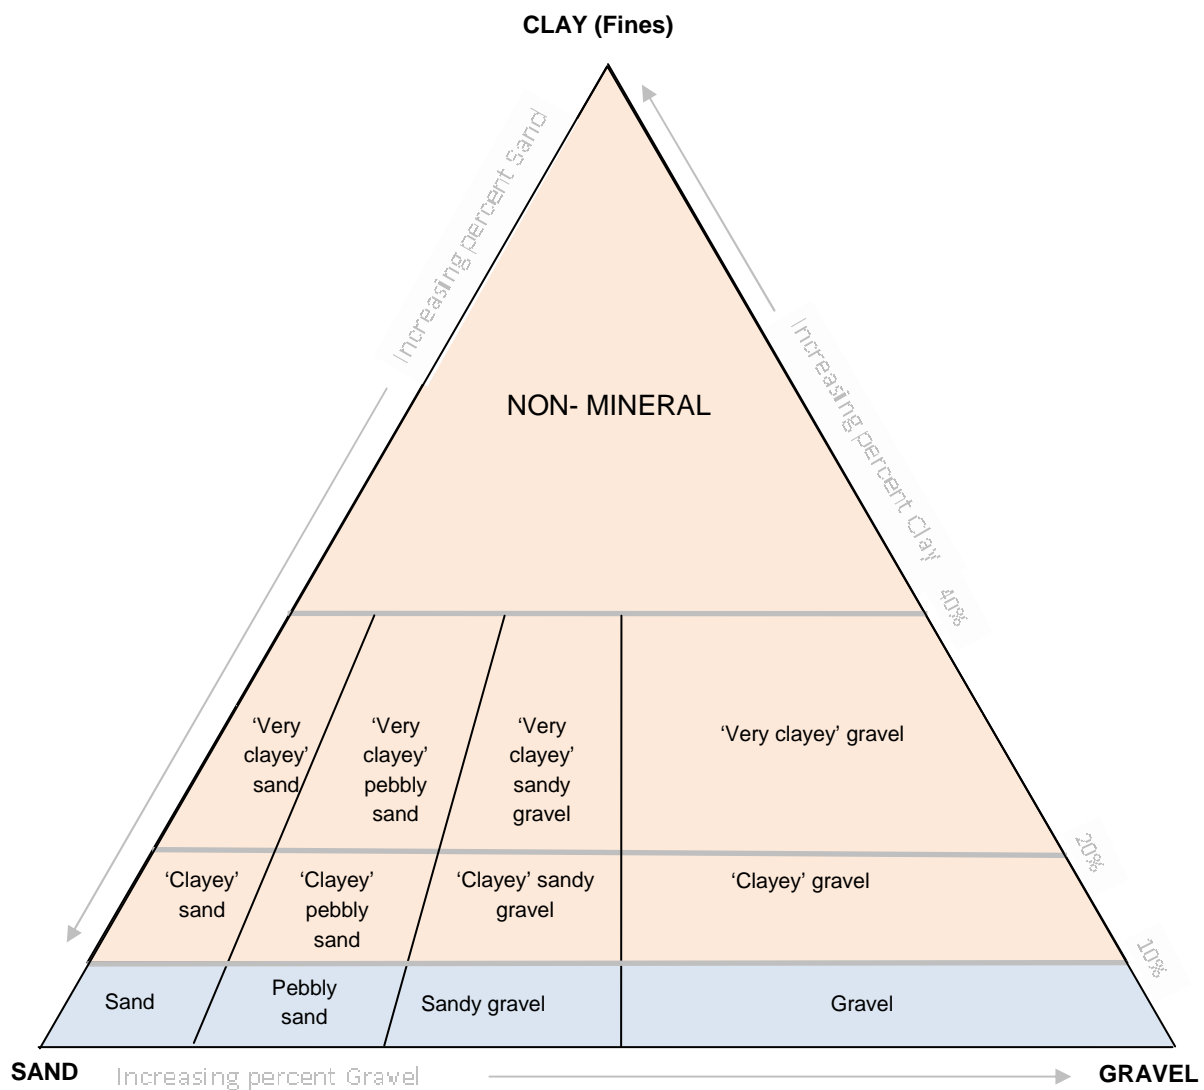 CLAY (Fines)
Increasing percent Sand
Increasing percent Clay
NON- MINERAL
40%
‘Very
clayey’
sand
‘Very
clayey’
pebbly
sand
‘Very
clayey’
sandy
gravel
‘Very clayey’ gravel
20%
‘Clayey’
sand
‘Clayey’
pebbly
sand
‘Clayey’ sandy
gravel
‘Clayey’ gravel
10%
Sand
Pebbly
sand
Sandy gravel
Gravel
SAND
Increasing percent Gravel
GRAVEL